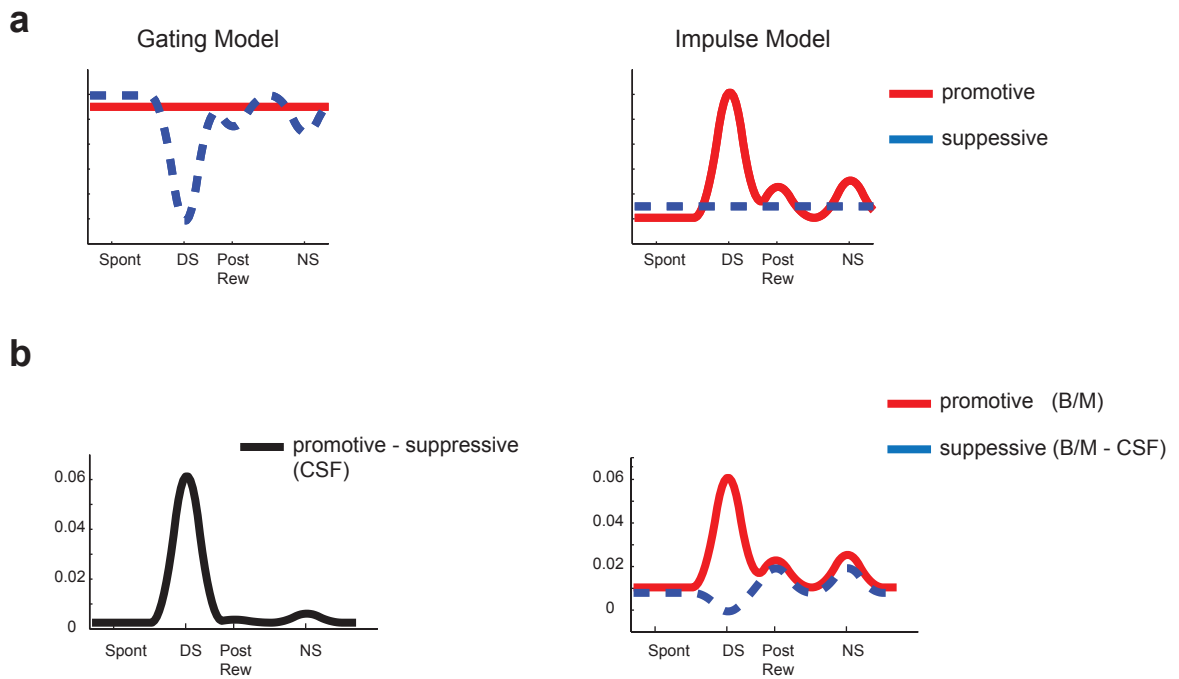 a
Gating Model
Spont DS Post Rew NS
Impulse Model
promotive
suppessive
Spont DS Post Rew NS
b
promotive - suppressive
(CSF)
0.06
0.04
0.02
0
Spont DS Post Rew NS
promotive (B/M)
suppessive (B/M - CSF)
0.06
0.04
0.02
0
Spont DS Post Rew NS